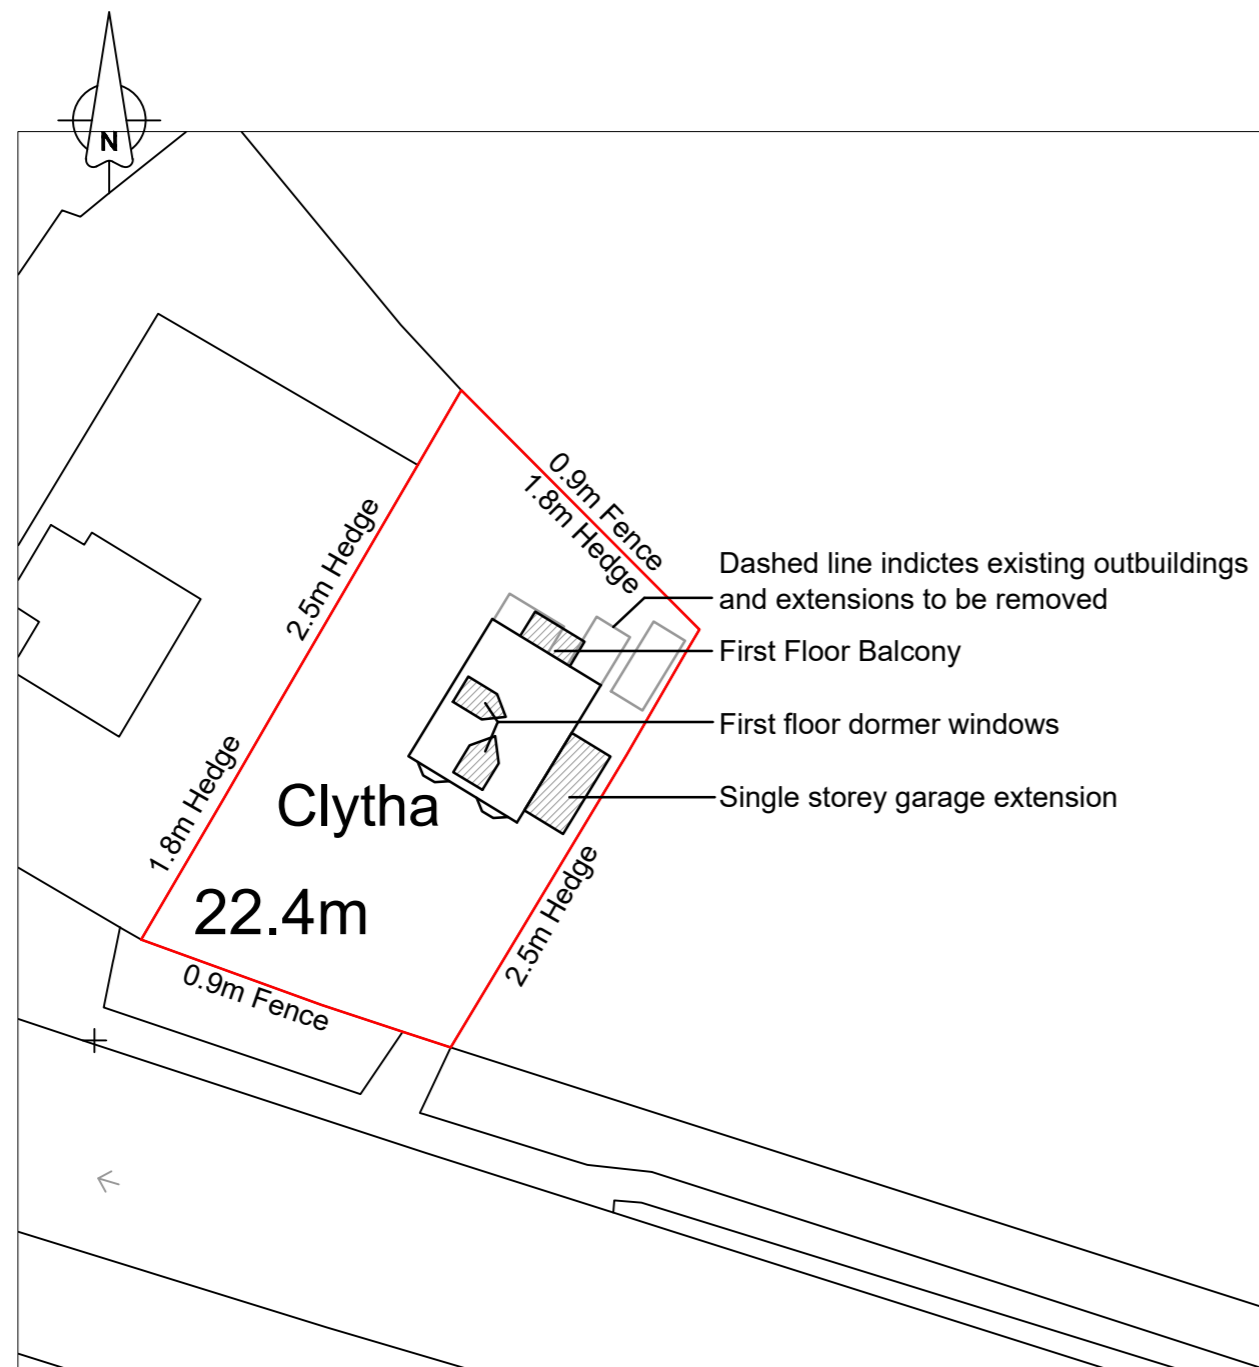 N
0.9m Fence
1.8m Hedge
2.5m Hedge
Dashed line indictes existing outbuildings
and extensions to be removed
First Floor Balcony
First floor dormer windows
Single storey garage extension
1.8m Hedge
Clytha
22.4m
2.5m Hedge
0.9m Fence